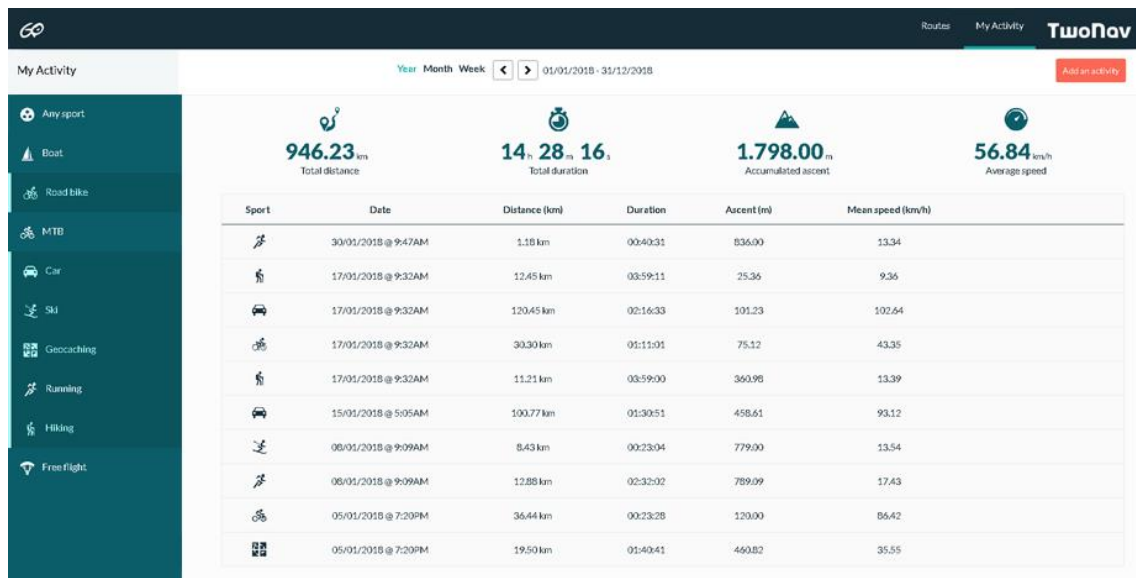 Routes My Activity TwoNav
My Activity
Year Month Week 01/01/2018 - 31/12/2018
Add an activity
Any sport
Boat
Road bike
MTB
Car
Ski
Geocaching
Running
Hiking
Free flight
946.23 km
Total distance
14 h 28 m 16 s
Total duration
1.798.00 m
Accumulated ascent
56.84 km/h
Average speed
Sport Date Distance (km) Duration Ascent (m) Mean speed (km/h)
30/01/2018 @ 9:47AM 1.18 km 00:40:31 836.00 13.34
17/01/2018 @ 9:32AM 12.45 km 03:59:11 25.36 9.36
17/01/2018 @ 9:32AM 120.45 km 02:16:33 101.23 102.64
17/01/2018 @ 9:32AM 30.30 km 01:11:01 75.12 43.35
17/01/2018 @ 9:32AM 11.21 km 03:59:00 360.98 13.39
15/01/2018 @ 5:05AM 100.77 km 01:30:51 458.61 93.12
08/01/2018 @ 9:09AM 8.43 km 00:23:04 779.00 13.54
08/01/2018 @ 9:09AM 12.88 km 02:32:02 789.09 17.43
05/01/2018 @ 7:20PM 36.44 km 00:23:28 120.00 86.42
05/01/2018 @ 7:20PM 19.50 km 01:40:41 460.82 35.55